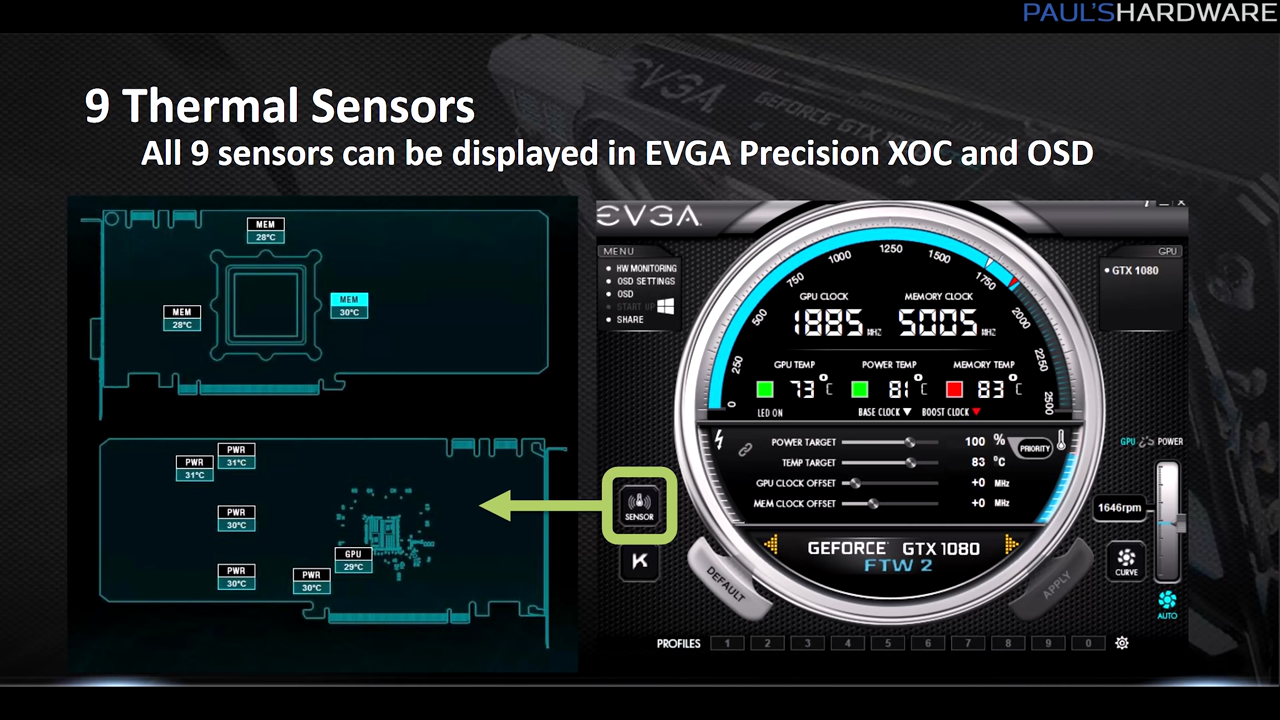 PAUL'SHARDWARE
9 Thermal Sensors
All 9 sensors can be displayed in EVGA Precision XOC and OSD
MEM
28°C
MEM
28°C
MEM
30°C
PWR
31°C
PWR
31°C
PWR
30°C
PWR
30°C
PWR
30°C
GPU
29°C
EVGA
MENU
HW MONITORING
OSD SETTINGS
OSD
START UP
SHARE
SENSOR
K
GPU
GTX 1080
0
250
500
750
1000
1250
1500
1750
2000
2250
2500
GPU CLOCK
1885 MHZ
MEMORY CLOCK
5005 MHZ
GPU TEMP
73°C
POWER TEMP
81°C
MEMORY TEMP
83°C
LED ON
BASE CLOCK
BOOST CLOCK
POWER TARGET 100 %
TEMP TARGET 83 °C
GPU CLOCK OFFSET +0 MHz
MEM CLOCK OFFSET +0 MHz
PRIORITY
GEFORCE GTX 1080
FTW 2
DEFAULT
APPLY
GPU POWER
1646rpm
CURVE
AUTO
PROFILES 1 2 3 4 5 6 7 8 9 0
EVGA
GEFORCE GTX